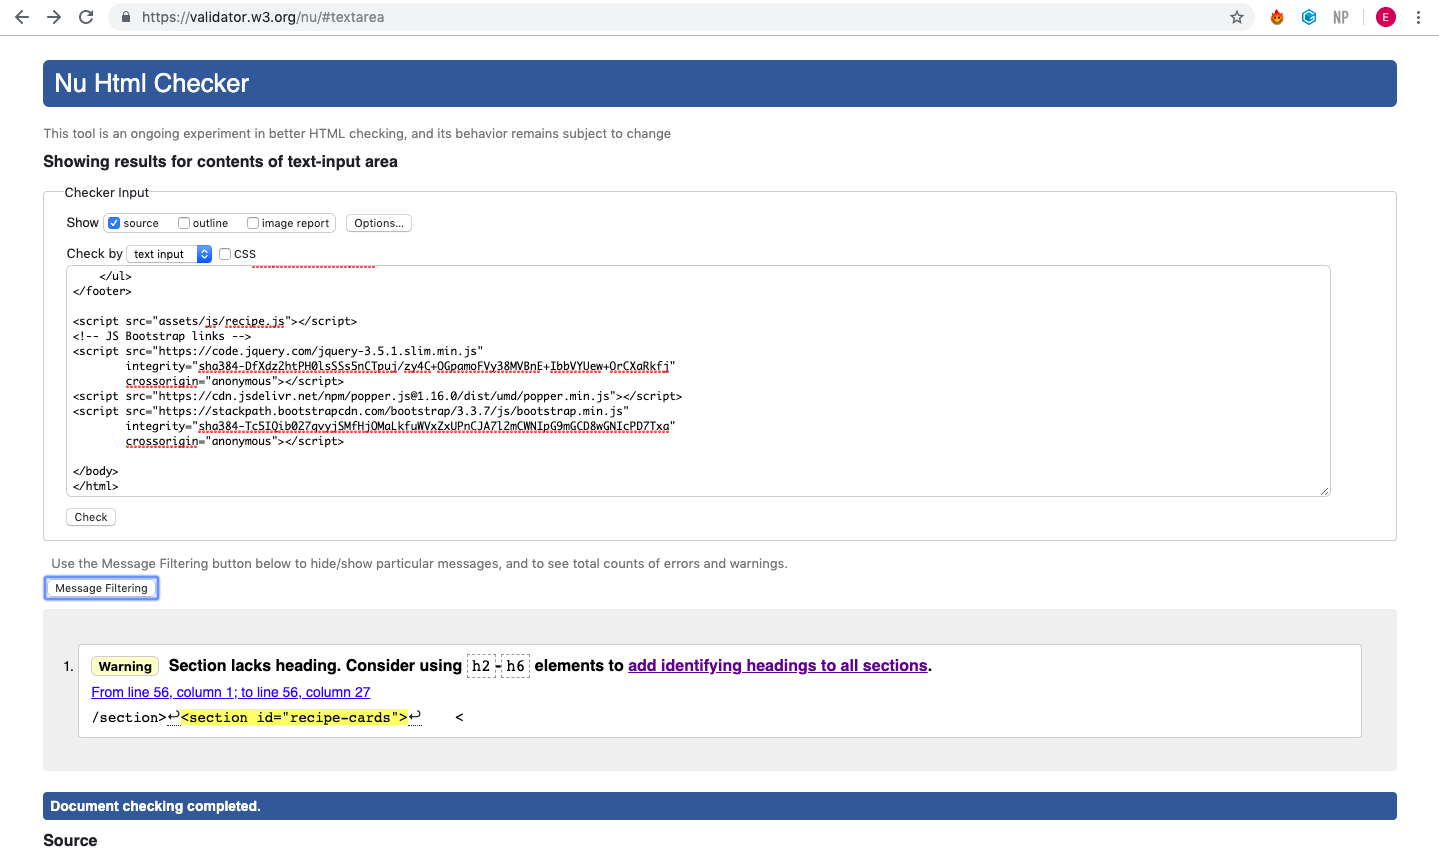 https://validator.w3.org/nu/#textarea
NP
E
Nu Html Checker
This tool is an ongoing experiment in better HTML checking, and its behavior remains subject to change
Showing results for contents of text-input area
Checker Input
Show source outline image report Options...
Check by text input CSS
</ul>
</footer>
<script src="assets/js/recipe.js"></script>
<!-- JS Bootstrap links -->
<script src="https://code.jquery.com/jquery-3.5.1.slim.min.js"
integrity="sha384-DfXdz2htPH0lsSSs5nCTpuj/zy4C+OGpamoFVy38MVBnE+IbbVYUew+OrCXaRkfj"
crossorigin="anonymous"></script>
<script src="https://cdn.jsdelivr.net/npm/popper.js@1.16.0/dist/umd/popper.min.js"></script>
<script src="https://stackpath.bootstrapcdn.com/bootstrap/3.3.7/js/bootstrap.min.js"
integrity="sha384-Tc5IQib027qvyjSMfHjOMaLkfuWVxZxUPnCJA7l2mCWNIpG9mGCD8wGNIcPD7Txa"
crossorigin="anonymous"></script>
</body>
</html>
Check
Use the Message Filtering button below to hide/show particular messages, and to see total counts of errors and warnings.
Message Filtering
1. Warning Section lacks heading. Consider using h2-h6 elements to add identifying headings to all sections.
From line 56, column 1; to line 56, column 27
/section>↩<section id="recipe-cards">↩ <
Document checking completed.
Source